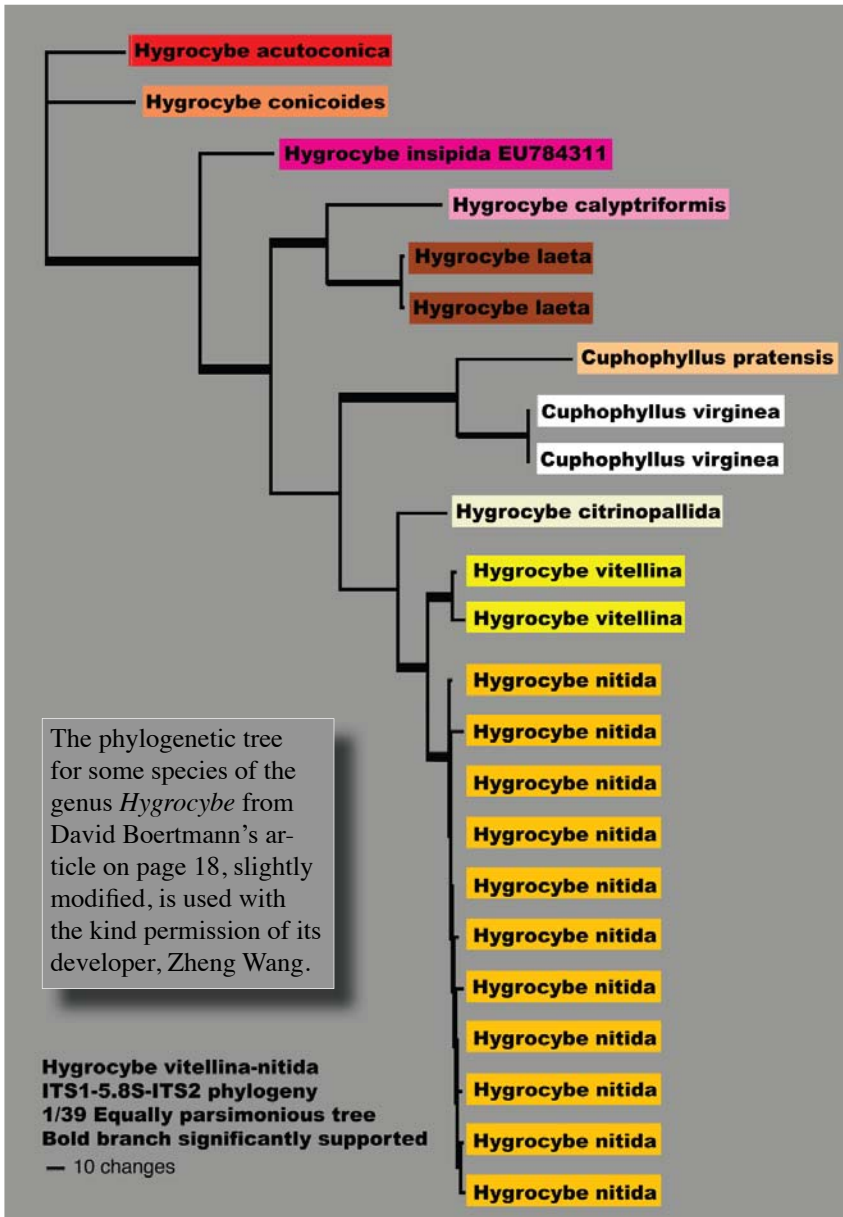 Hygrocybe acutoconica
Hygrocybe conicoides
Hygrocybe insipida EU784311
Hygrocybe calyptriformis
Hygrocybe laeta
Hygrocybe laeta
Cuphophyllus pratensis
Cuphophyllus virginea
Cuphophyllus virginea
Hygrocybe citrinopallida
Hygrocybe vitellina
Hygrocybe vitellina
Hygrocybe nitida
Hygrocybe nitida
Hygrocybe nitida
Hygrocybe nitida
Hygrocybe nitida
Hygrocybe nitida
Hygrocybe nitida
Hygrocybe nitida
Hygrocybe nitida
Hygrocybe nitida
Hygrocybe nitida
The phylogenetic tree
for some species of the
genus Hygrocybe from
David Boertmann's ar-
ticle on page 18, slightly
modified, is used with
the kind permission of its
developer, Zheng Wang.
Hygrocybe vitellina-nitida
ITS1-5.8S-ITS2 phylogeny
1/39 Equally parsimonious tree
Bold branch significantly supported
10 changes